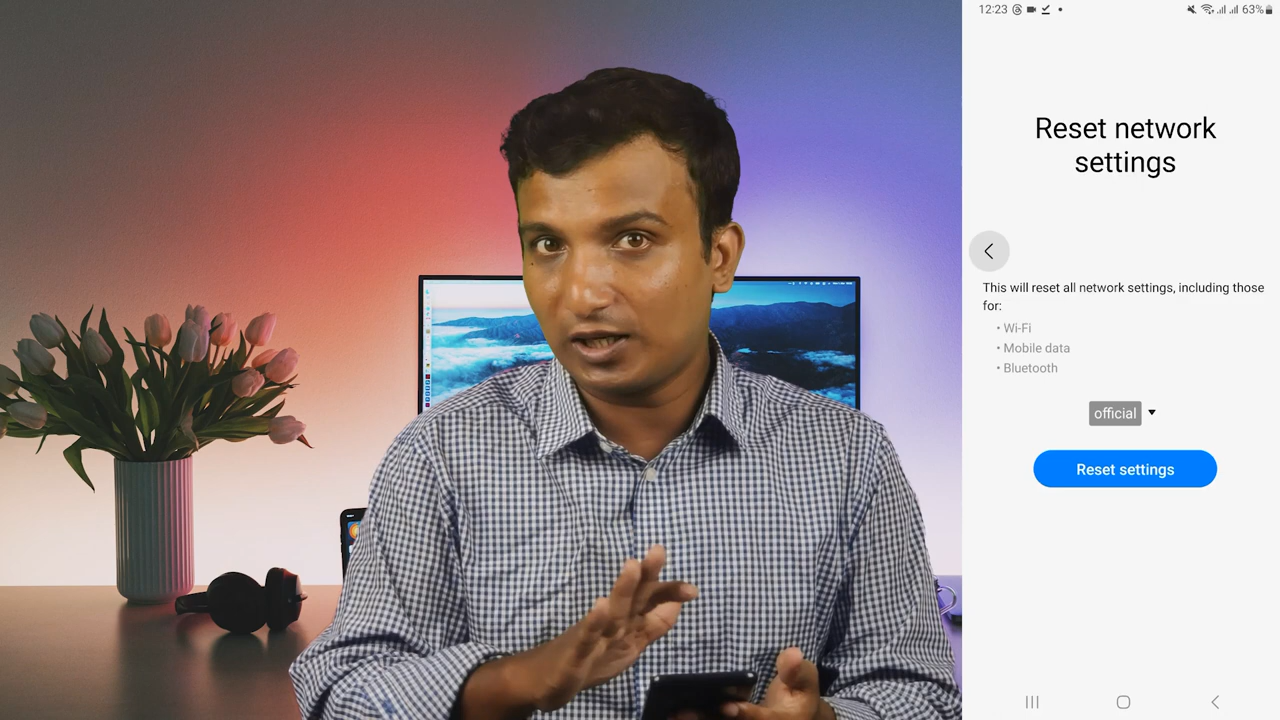 12:23
63%
Reset network
settings
This will reset all network settings, including those
for:
• Wi-Fi
• Mobile data
• Bluetooth
official
Reset settings